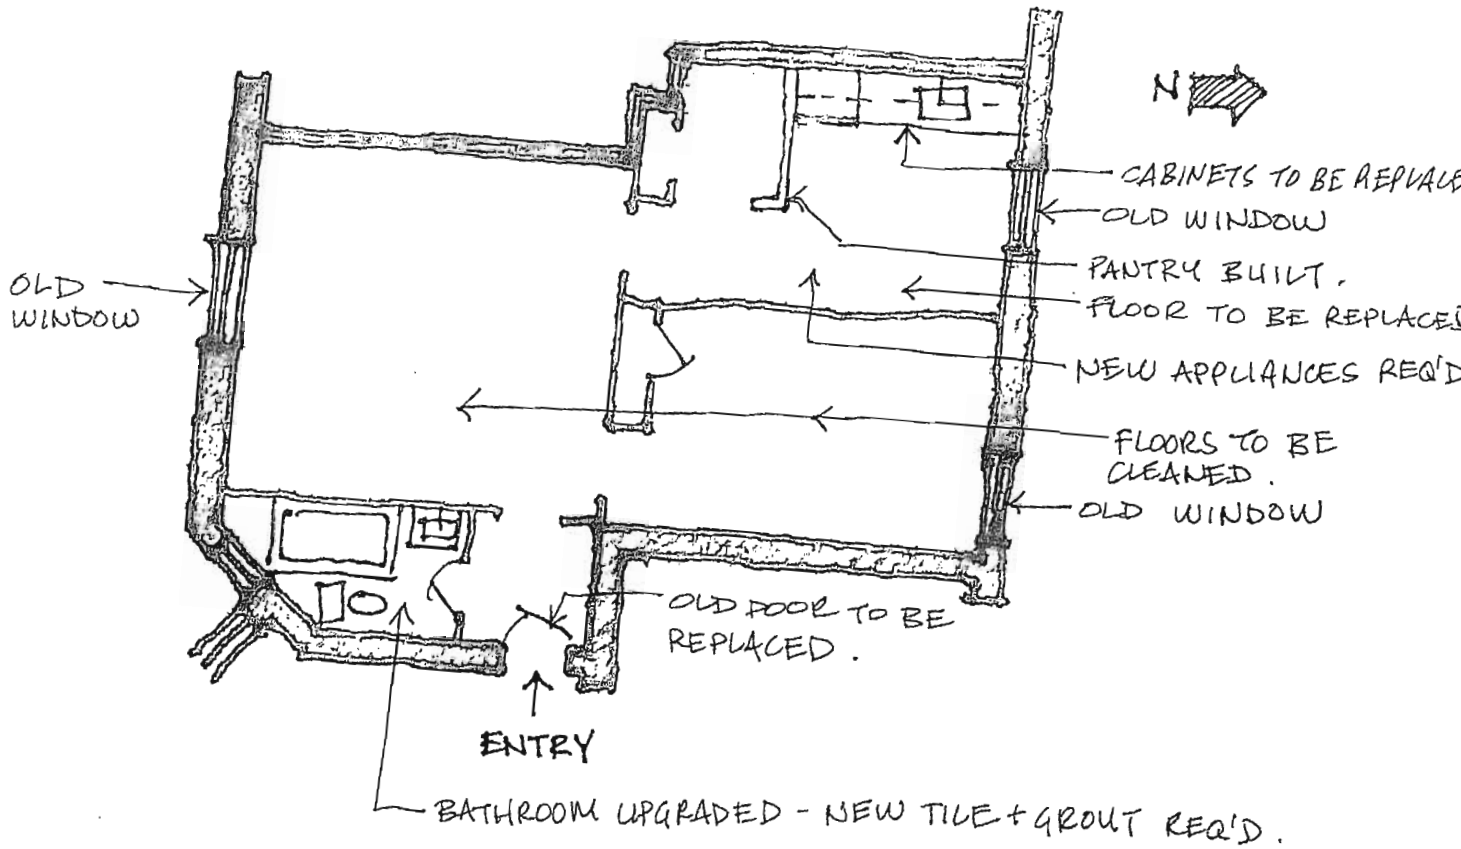 N
CABINETS TO BE REPLACE
OLD WINDOW
PANTRY BUILT.
FLOOR TO BE REPLACED
NEW APPLIANCES REQ'D
FLOORS TO BE
CLEANED.
OLD WINDOW
OLD
WINDOW
OLD DOOR TO BE
REPLACED.
ENTRY
BATHROOM UPGRADED - NEW TILE + GROUT REQ'D.